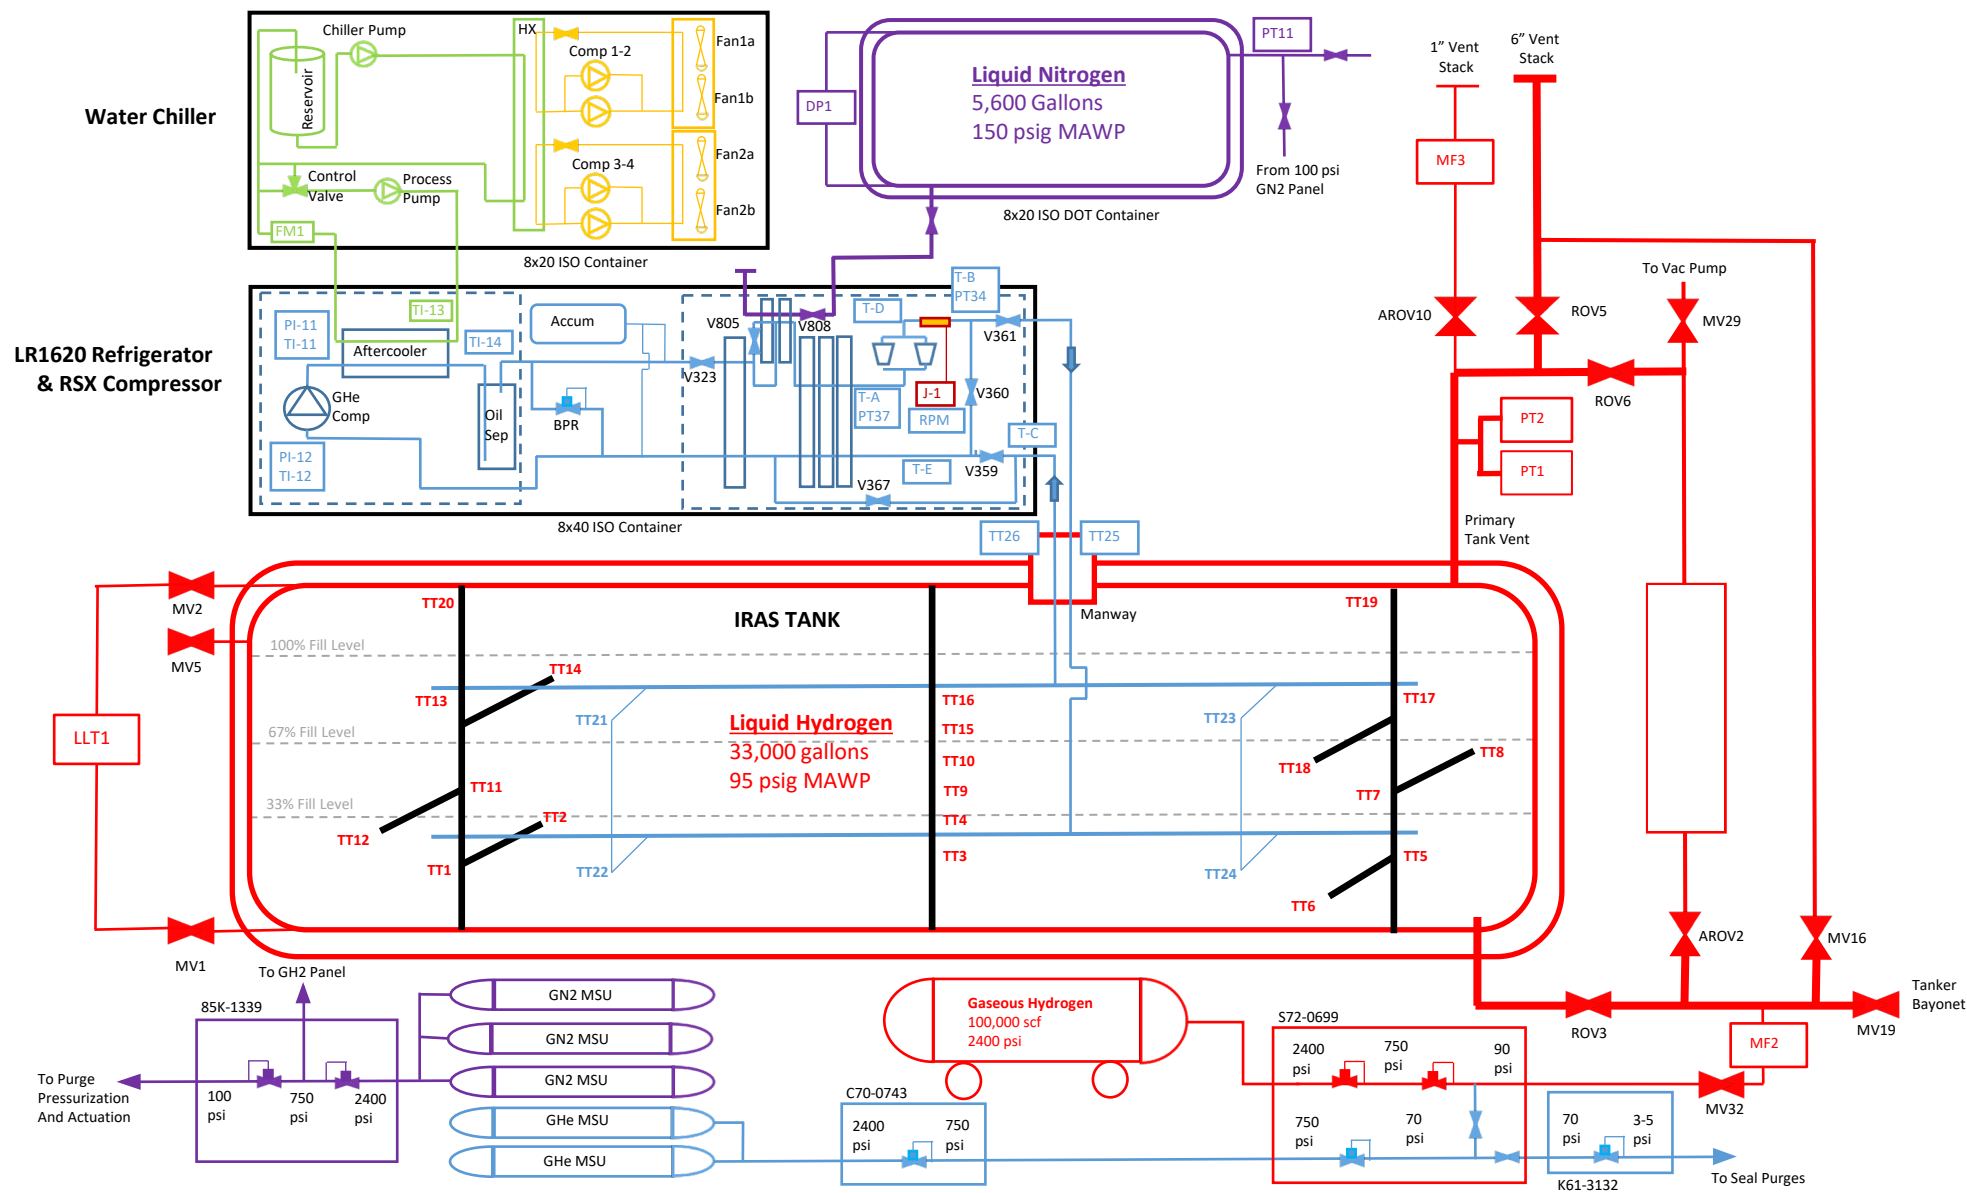 Water Chiller
Chiller Pump
Reservoir
HX
Comp 1-2
Fan1a
Fan1b
Comp 3-4
Fan2a
Fan2b
Control
Valve
Process
Pump
FM1
8x20 ISO Container
DP1
Liquid Nitrogen
5,600 Gallons
150 psig MAWP
PT11
From 100 psi
GN2 Panel
8x20 ISO DOT Container
1” Vent
Stack
6” Vent
Stack
MF3
To Vac Pump
AROV10
ROV5
MV29
ROV6
PT2
PT1
Primary
Tank Vent
LR1620 Refrigerator
& RSX Compressor
PI-11
TI-11
TI-13
Aftercooler
TI-14
GHe
Comp
Oil
Sep
PI-12
TI-12
Accum
BPR
V323
V805
V808
T-D
T-B
PT34
V361
T-A
PT37
J-1
RPM
V360
T-C
T-E
V359
V367
8x40 ISO Container
TT26
TT25
Manway
MV2
MV5
LLT1
MV1
IRAS TANK
TT20
TT19
100% Fill Level
TT14
TT13
TT16
TT17
TT21
TT23
Liquid Hydrogen
33,000 gallons
95 psig MAWP
TT15
67% Fill Level
TT10
TT18
TT8
TT11
TT9
TT7
33% Fill Level
TT12
TT2
TT4
TT1
TT22
TT3
TT24
TT5
TT6
AROV2
MV16
Tanker
Bayonet
ROV3
MV19
MF2
MV32
To GH2 Panel
85K-1339
To Purge
Pressurization
And Actuation
100
psi
750
psi
2400
psi
GN2 MSU
GN2 MSU
GN2 MSU
GHe MSU
GHe MSU
C70-0743
2400
psi
750
psi
Gaseous Hydrogen
100,000 scf
2400 psi
S72-0699
2400
psi
750
psi
90
psi
750
psi
70
psi
70
psi
3-5
psi
K61-3132
To Seal Purges